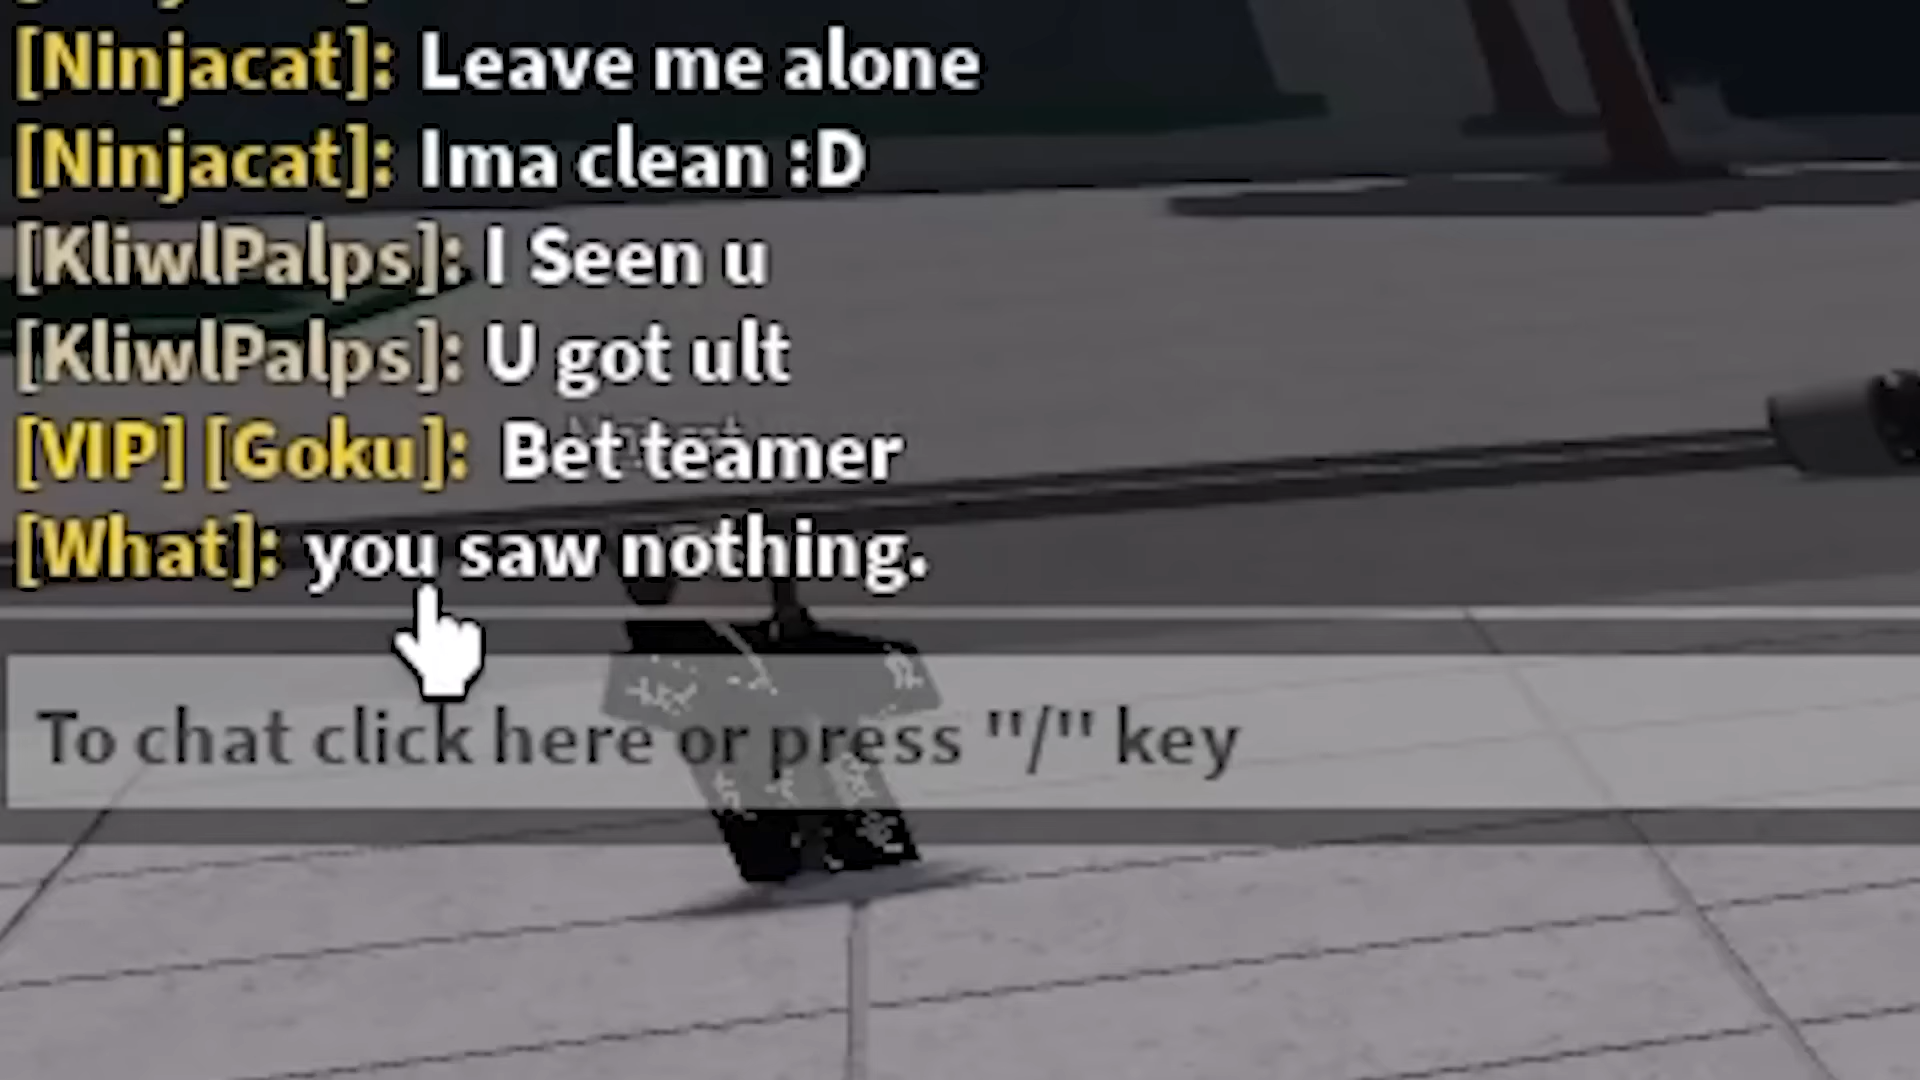 [Ninjacat]: Leave me alone
[Ninjacat]: Ima clean :D
[KliwlPalps]: I Seen u
[KliwlPalps]: U got ult
[VIP] [Goku]: Bet teamer
[What]: you saw nothing.
To chat click here or press "/" key